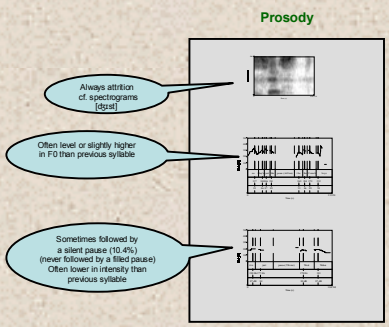 Prosody
Always attrition
cf. spectrograms
[dʒɪst]
Often level or slightly higher
in F0 than previous syllable
Sometimes followed by
a silent pause (10.4%)
(never followed by a filled pause)
Often lower in intensity than
previous syllable